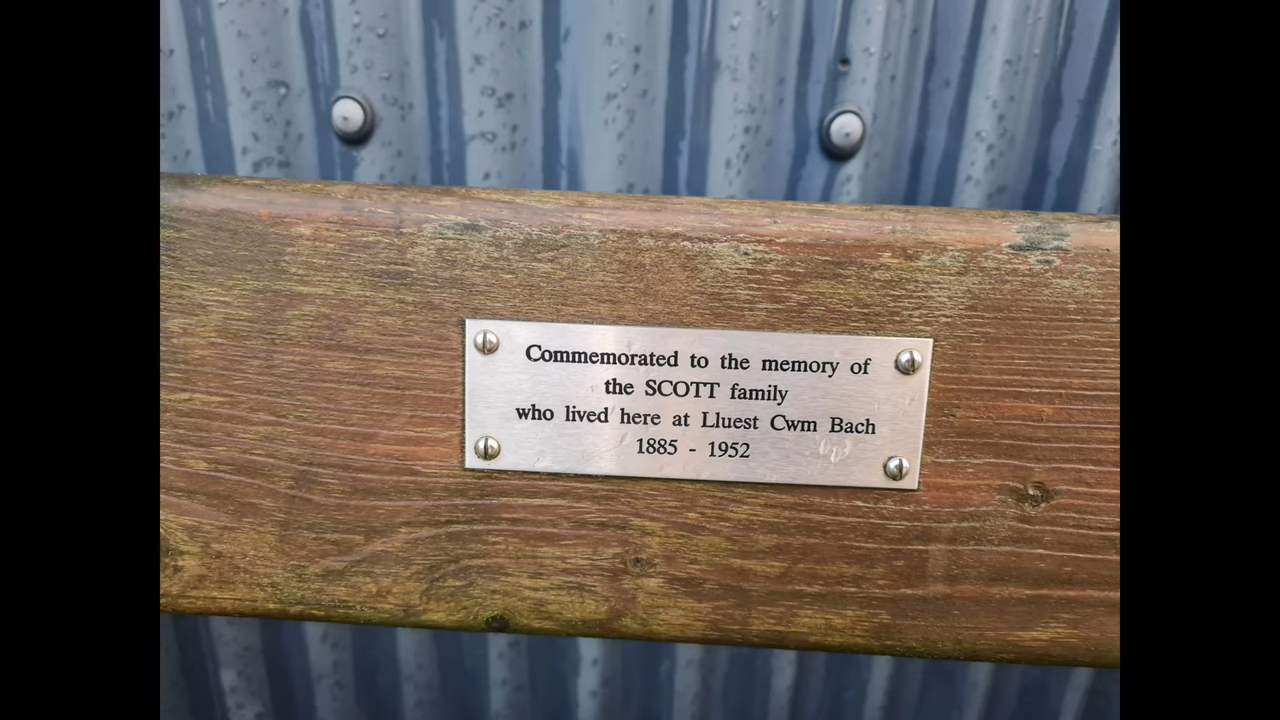 Commemorated to the memory of
the SCOTT family
who lived here at Lluest Cwm Bach
1885 - 1952